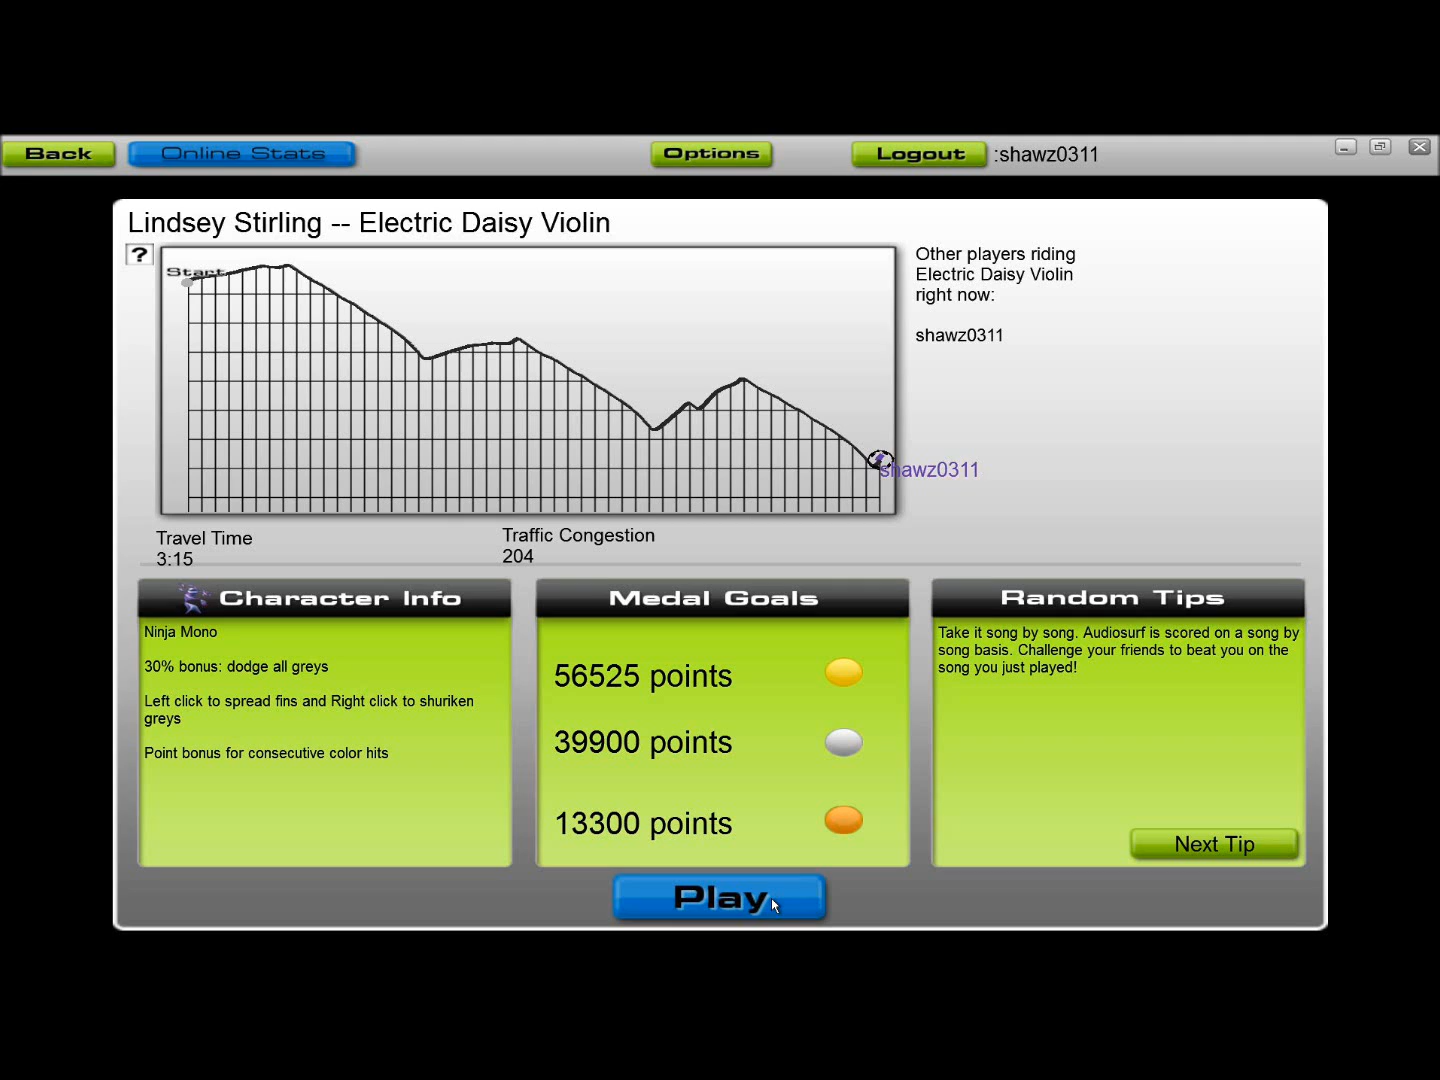 Back
Online Stats
Options
Logout
:shawz0311
Lindsey Stirling -- Electric Daisy Violin
?
Start
Other players riding
Electric Daisy Violin
right now:
shawz0311
shawz0311
Travel Time
3:15
Traffic Congestion
204
Character Info
Ninja Mono
30% bonus: dodge all greys
Left click to spread fins and Right click to shuriken
greys
Point bonus for consecutive color hits
Medal Goals
56525 points
39900 points
13300 points
Random Tips
Take it song by song. Audiosurf is scored on a song by
song basis. Challenge your friends to beat you on the
song you just played!
Next Tip
Play